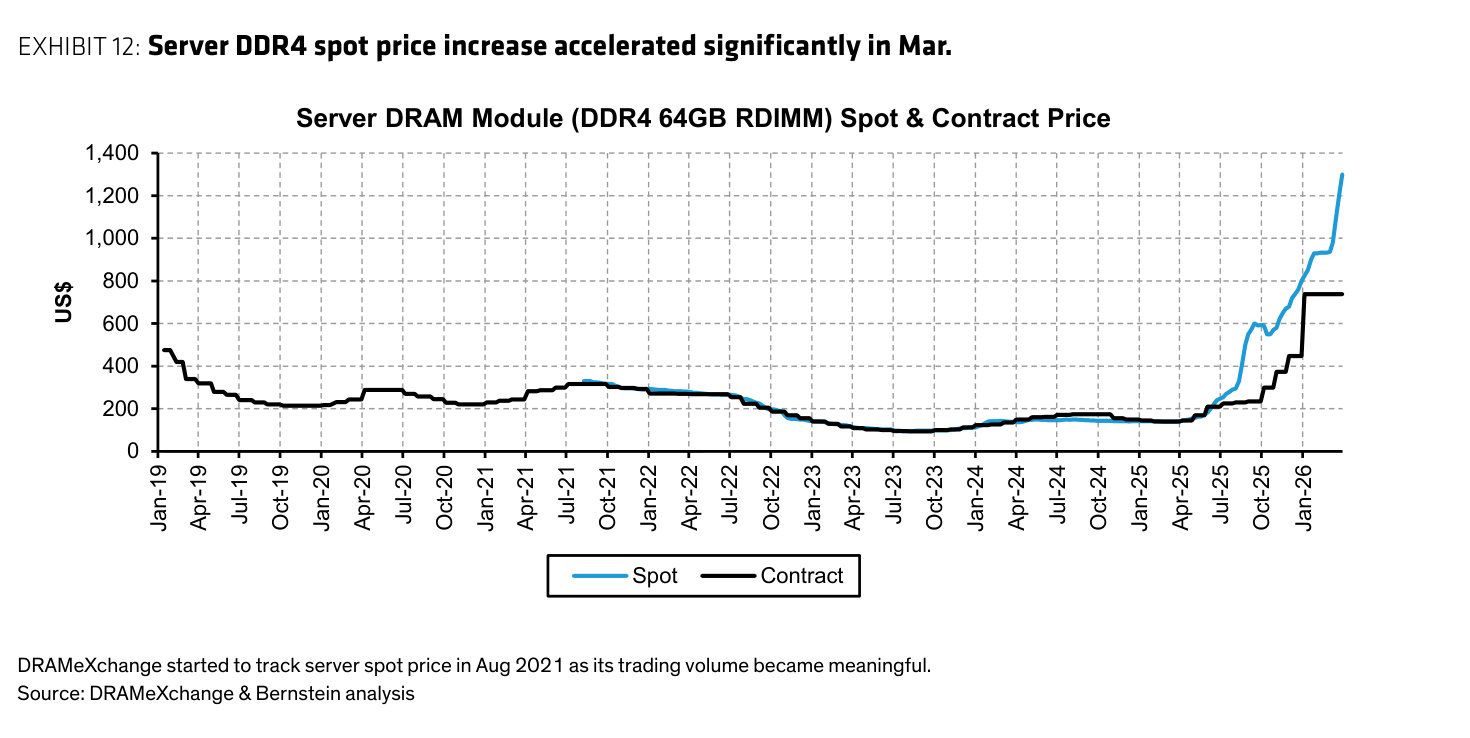 EXHIBIT 12: Server DDR4 spot price increase accelerated significantly in Mar.
Server DRAM Module (DDR4 64GB RDIMM) Spot & Contract Price
1,400
1,200
1,000
800
600
400
200
0
US$
Jan-19
Apr-19
Jul-19
Oct-19
Jan-20
Apr-20
Jul-20
Oct-20
Jan-21
Apr-21
Jul-21
Oct-21
Jan-22
Apr-22
Jul-22
Oct-22
Jan-23
Apr-23
Jul-23
Oct-23
Jan-24
Apr-24
Jul-24
Oct-24
Jan-25
Apr-25
Jul-25
Oct-25
Jan-26
Spot Contract
DRAMeXchange started to track server spot price in Aug 2021 as its trading volume became meaningful.
Source: DRAMeXchange & Bernstein analysis